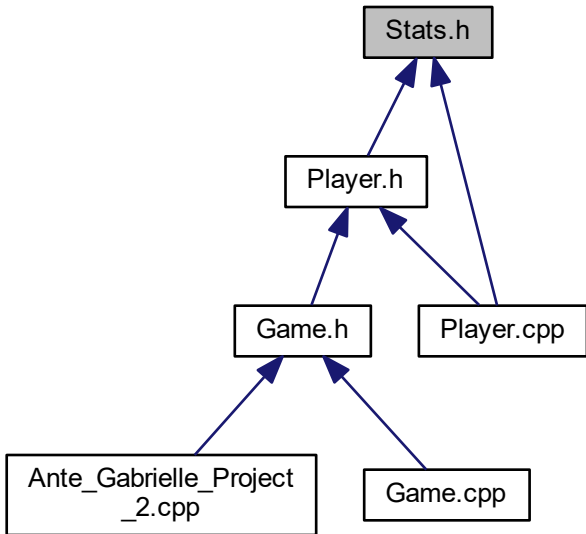 Stats.h
Player.h
Game.h
Player.cpp
Ante_Gabrielle_Project
_2.cpp
Game.cpp